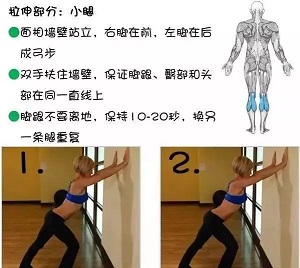 拉伸部分：小腿
面相墙壁站立，右脚在前，左脚在后
成弓步
双手扶住墙壁，保证脚跟、臀部和头
部在同一直线上
脚跟不要离地，保持10-20秒，换另
一条腿重复
1.
2.